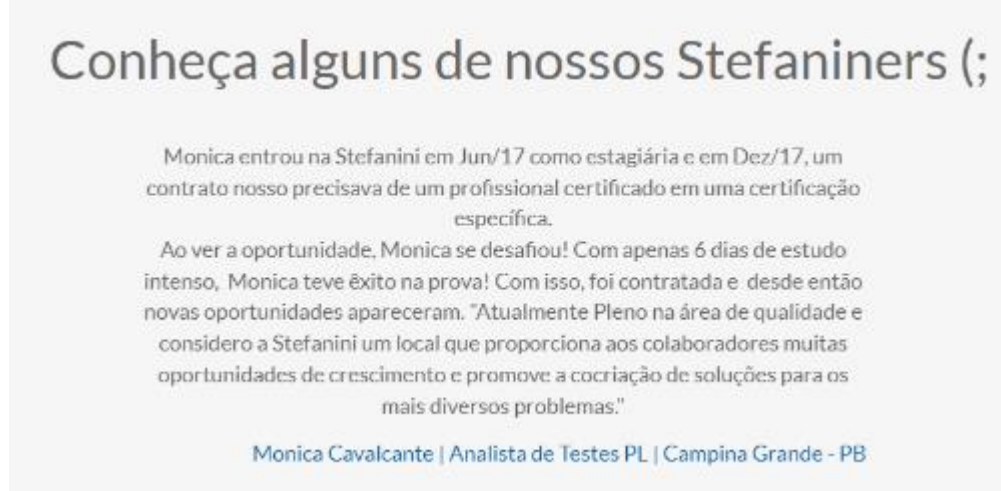 Conheça alguns de nossos Stefaniners (;
Monica entrou na Stefanini em Jun/17 como estagiária e em Dez/17, um
contrato nosso precisava de um profissional certificado em uma certificação
específica.
Ao ver a oportunidade, Monica se desafiou! Com apenas 6 dias de estudo
intenso, Monica teve êxito na prova! Com isso, foi contratada e desde então
novas oportunidades apareceram. "Atualmente Pleno na área de qualidade e
considero a Stefanini um local que proporciona aos colaboradores muitas
oportunidades de crescimento e promove a cocriação de soluções para os
mais diversos problemas."
Monica Cavalcante | Analista de Testes PL | Campina Grande - PB